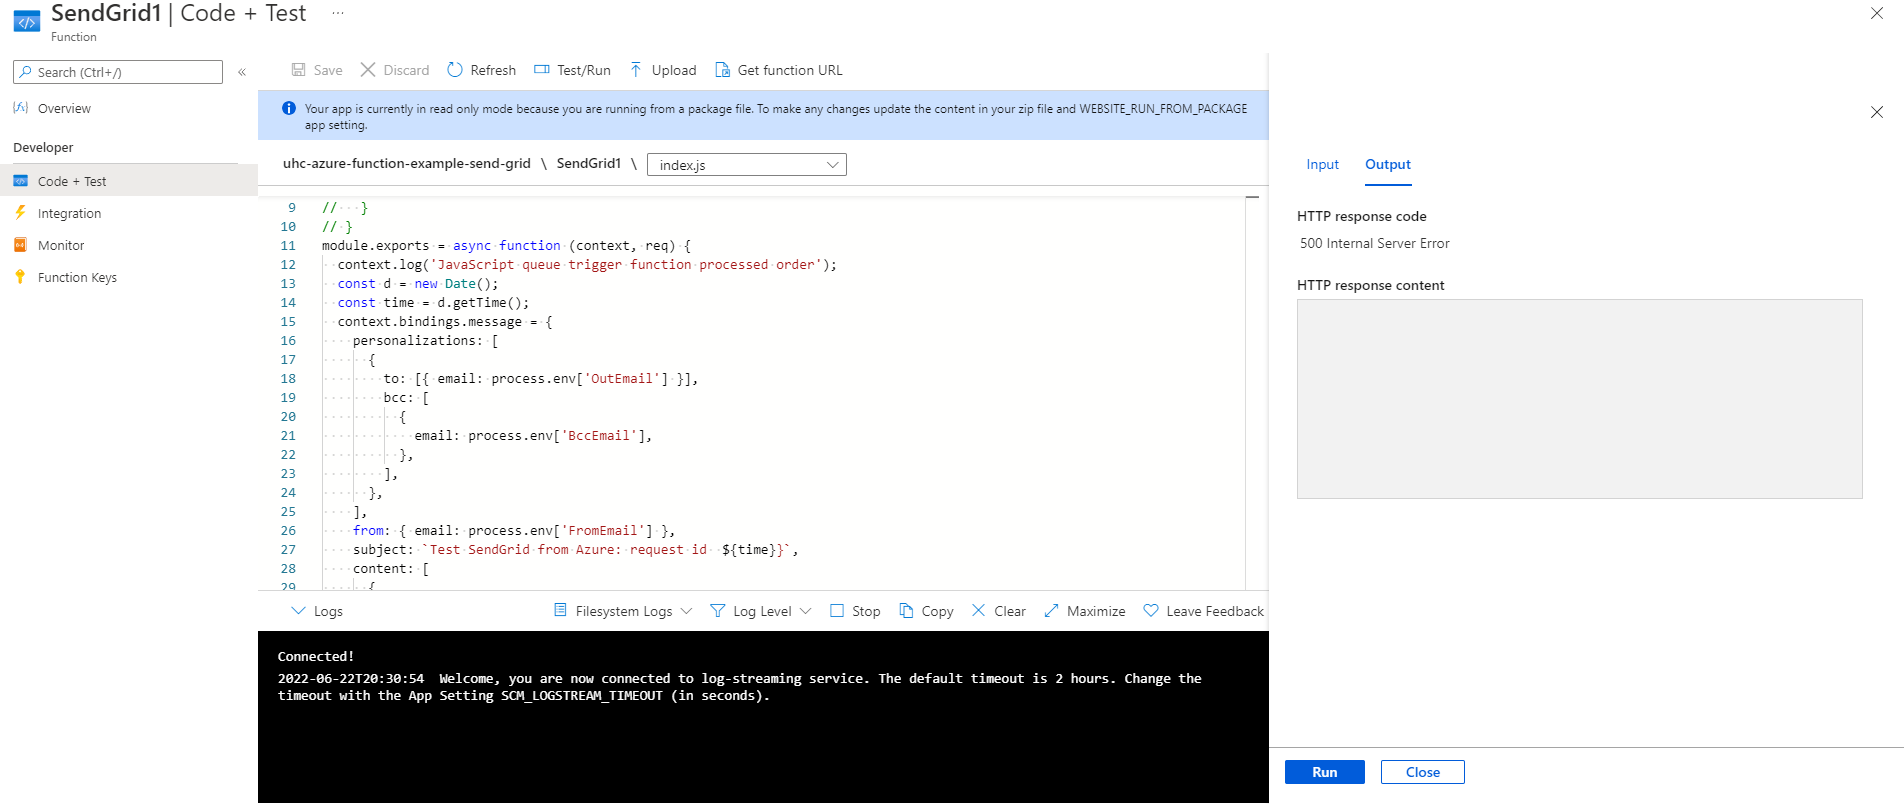 SendGrid1 | Code + Test ...
Function
Search (Ctrl+/)
«
Overview
Developer
Code + Test
Integration
Monitor
Function Keys
Save Discard Refresh Test/Run Upload Get function URL
Your app is currently in read only mode because you are running from a package file. To make any changes update the content in your zip file and WEBSITE_RUN_FROM_PACKAGE
app setting.
uhc-azure-function-example-send-grid \ SendGrid1 \ index.js
9 //   }
10 // }
11 module.exports = async function (context, req) {
12   context.log('JavaScript queue trigger function processed order');
13   const d = new Date();
14   const time = d.getTime();
15   context.bindings.message = {
16     personalizations: [
17       {
18         to: [{ email: process.env['OutEmail'] }],
19         bcc: [
20           {
21             email: process.env['BccEmail'],
22           },
23         ],
24       },
25     ],
26     from: { email: process.env['FromEmail'] },
27     subject: `Test SendGrid from Azure: request id  ${time}}`,
28     content: [
29       {
Logs Filesystem Logs Log Level Stop Copy Clear Maximize Leave Feedback
Connected!
2022-06-22T20:30:54  Welcome, you are now connected to log-streaming service. The default timeout is 2 hours. Change the
timeout with the App Setting SCM_LOGSTREAM_TIMEOUT (in seconds).
Input Output
HTTP response code
500 Internal Server Error
HTTP response content
Run Close